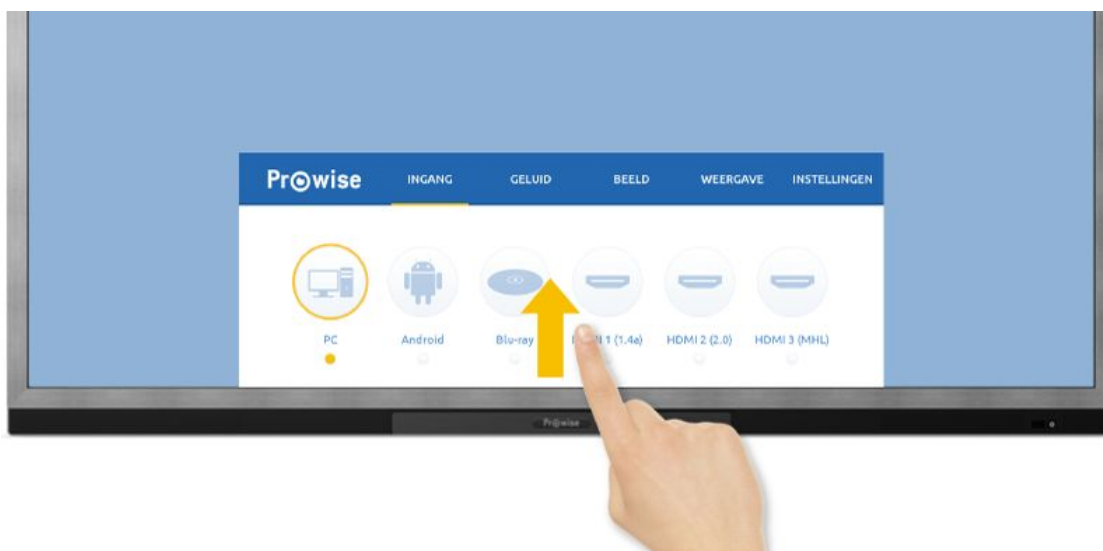 Prowise INGANG GELUID BEELD WEERGAVE INSTELLINGEN
PC Android Blu-ray 1 (1.4a) HDMI 2 (2.0) HDMI 3 (MHL)
Prowise